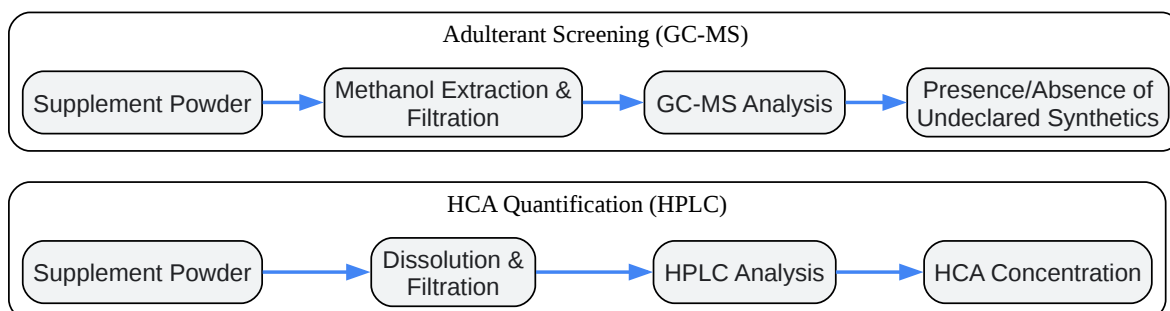 Adulterant Screening (GC-MS)
Supplement Powder
Methanol Extraction &
Filtration
GC-MS Analysis
Presence/Absence of
Undeclared Synthetics
HCA Quantification (HPLC)
Supplement Powder
Dissolution &
Filtration
HPLC Analysis
HCA Concentration